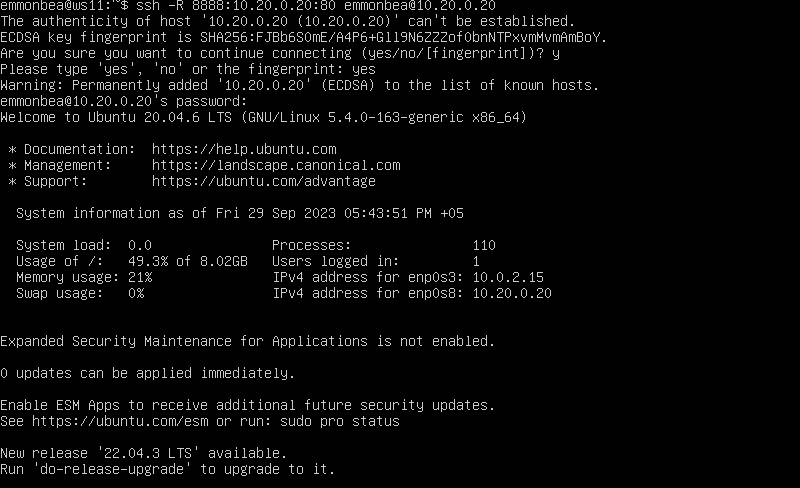 emmonbea@ws11:~$ ssh -R 8888:10.20.0.20:80 emmonbea@10.20.0.20
The authenticity of host '10.20.0.20 (10.20.0.20)' can't be established.
ECDSA key fingerprint is SHA256:FJBb6SOmE/A4P6+Gll9N6ZZZofObnNTPxvmMvmAmBoY.
Are you sure you want to continue connecting (yes/no/[fingerprint])? y
Please type 'yes', 'no' or the fingerprint: yes
Warning: Permanently added '10.20.0.20' (ECDSA) to the list of known hosts.
emmonbea@10.20.0.20's password:
Welcome to Ubuntu 20.04.6 LTS (GNU/Linux 5.4.0-163-generic x86_64)
* Documentation:  https://help.ubuntu.com
* Management:     https://landscape.canonical.com
* Support:        https://ubuntu.com/advantage
System information as of Fri 29 Sep 2023 05:43:51 PM +05
System load:  0.0                Processes:               110
Usage of /:   49.3% of 8.02GB   Users logged in:         1
Memory usage: 21%                IPv4 address for enp0s3: 10.0.2.15
Swap usage:   0%                 IPv4 address for enp0s8: 10.20.0.20
Expanded Security Maintenance for Applications is not enabled.
0 updates can be applied immediately.
Enable ESM Apps to receive additional future security updates.
See https://ubuntu.com/esm or run: sudo pro status
New release '22.04.3 LTS' available.
Run 'do-release-upgrade' to upgrade to it.